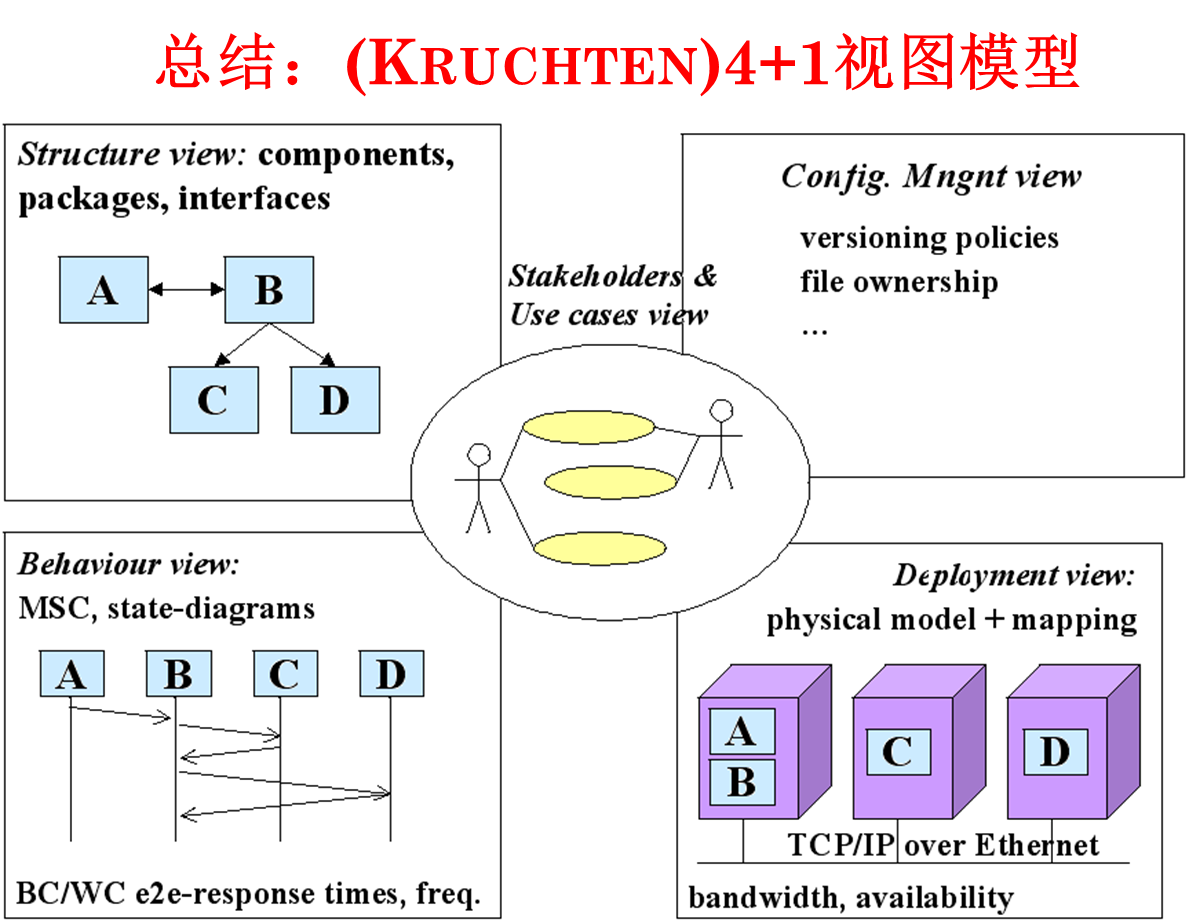 总结：(KRUCHTEN)4+1视图模型
Structure view: components,
packages, interfaces
A
B
C
D
Config. Mngnt view
versioning policies
file ownership
...
Stakeholders &
Use cases view
Behaviour view:
MSC, state-diagrams
A
B
C
D
BC/WC e2e-response times, freq.
Deployment view:
physical model + mapping
A
B
C
D
TCP/IP over Ethernet
bandwidth, availability